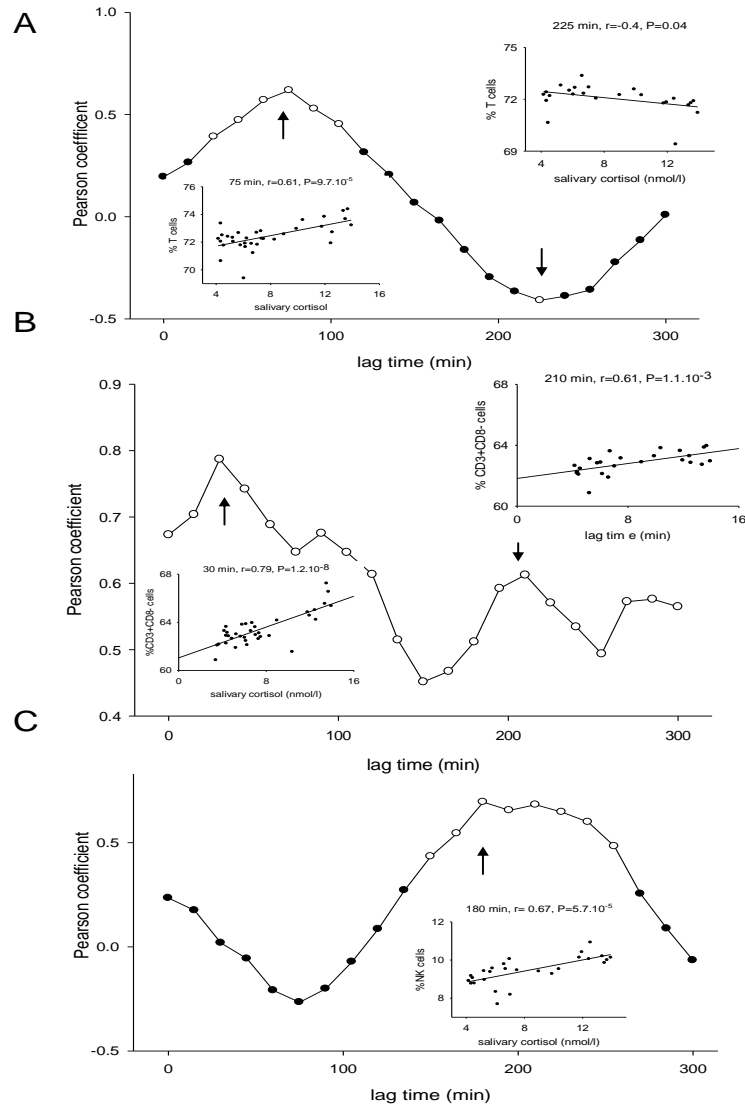 A
225 min, r=-0.4, P=0.04
1.0
75
72
69
% T cells
4 8 12
salivary cortisol (nmol/l)
0.5
0.0
-0.5
Pearson coeffficent
75 min, r=0.61, P=9.7.10-5
76
74
72
70
% T cells
4 8 12 16
salivary cortisol
0 100 200 300
lag time (min)
B
210 min, r=0.61, P=1.1.10-3
0.9
0.8
0.7
0.6
0.5
0.4
Pearson coefficient
68
64
60
% CD3+CD8- cells
0 8 16
lag tim e (min)
30 min, r=0.79, P=1.2.10-8
68
64
60
%CD3+CD8- cells
0 4 8 12 16
salivary cortisol (nmol/l)
0 100 200 300
lag time (min)
C
0.5
0.0
-0.5
Pearson coefficient
180 min, r= 0.67, P=5.7.10-5
12
10
8
%NK cells
4 8 12
salivary cortisol (nmol/l)
0 100 200 300
lag time (min)